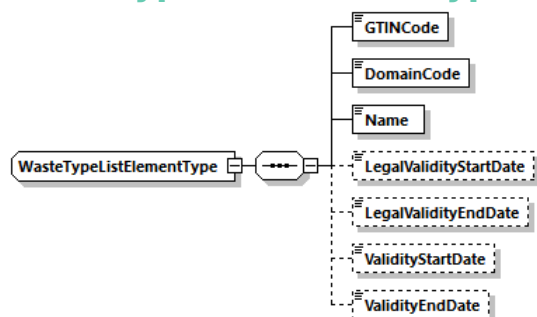 GTINCode
DomainCode
Name
WasteTypeListElementType
LegalValidityStartDate
LegalValidityEndDate
ValidityStartDate
ValidityEndDate